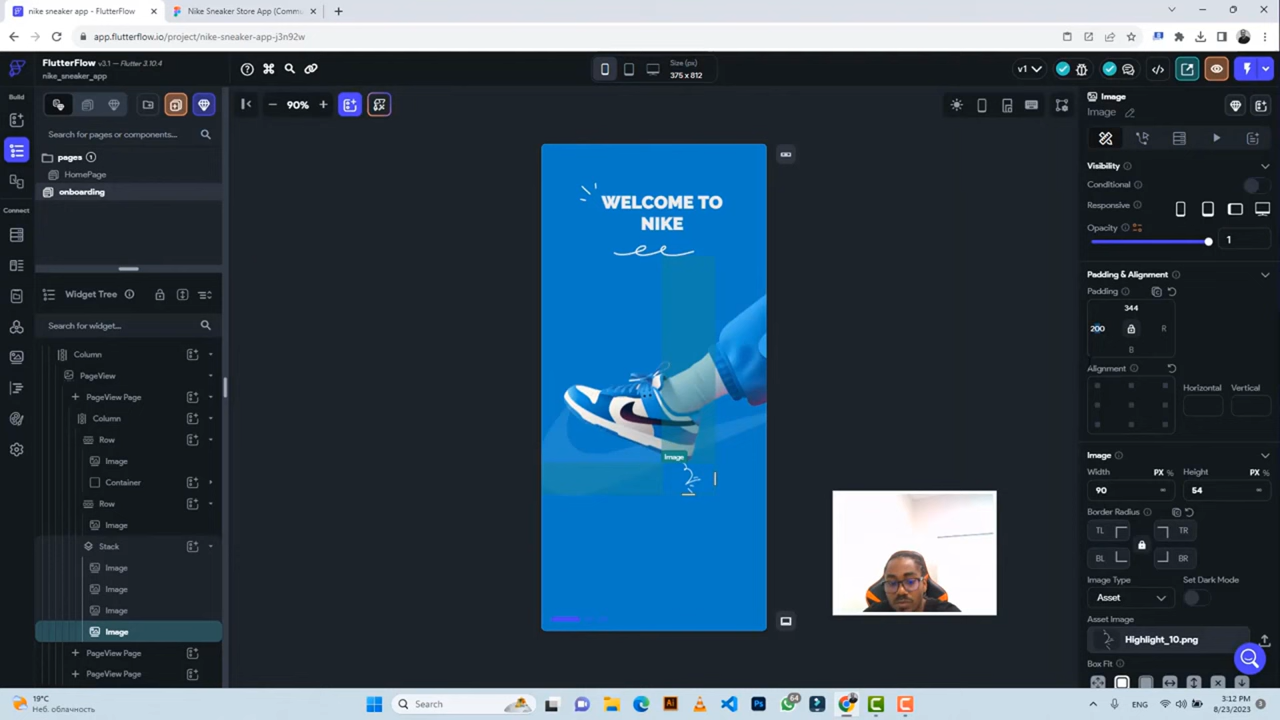 nike sneaker app - FlutterFlow
Nike Sneaker Store App (Commu
app.flutterflow.io/project/nike-sneaker-app-j3n92w
FlutterFlow v3.1 — Flutter 3.10.4
nike_sneaker_app
Size (px)
375 x 812
v1
Build
90%
Image
Image
Search for pages or components...
pages 1
HomePage
onboarding
Connect
Widget Tree
Search for widget...
Column
PageView
PageView Page
Column
Row
Image
Container
Row
Image
Stack
Image
Image
Image
Image
PageView Page
PageView Page
WELCOME TO
NIKE
Image
Visibility
Conditional
Responsive
Opacity
1
Padding & Alignment
Padding
344
200
R
B
Alignment
Horizontal
Vertical
Image
Width
PX
%
Height
PX
%
90
54
Border Radius
TL
TR
BL
BR
Image Type
Set Dark Mode
Asset
Asset Image
Highlight_10.png
Box Fit
19°C
Неб. облачность
Search
64
ENG
3:12 PM
8/23/2023